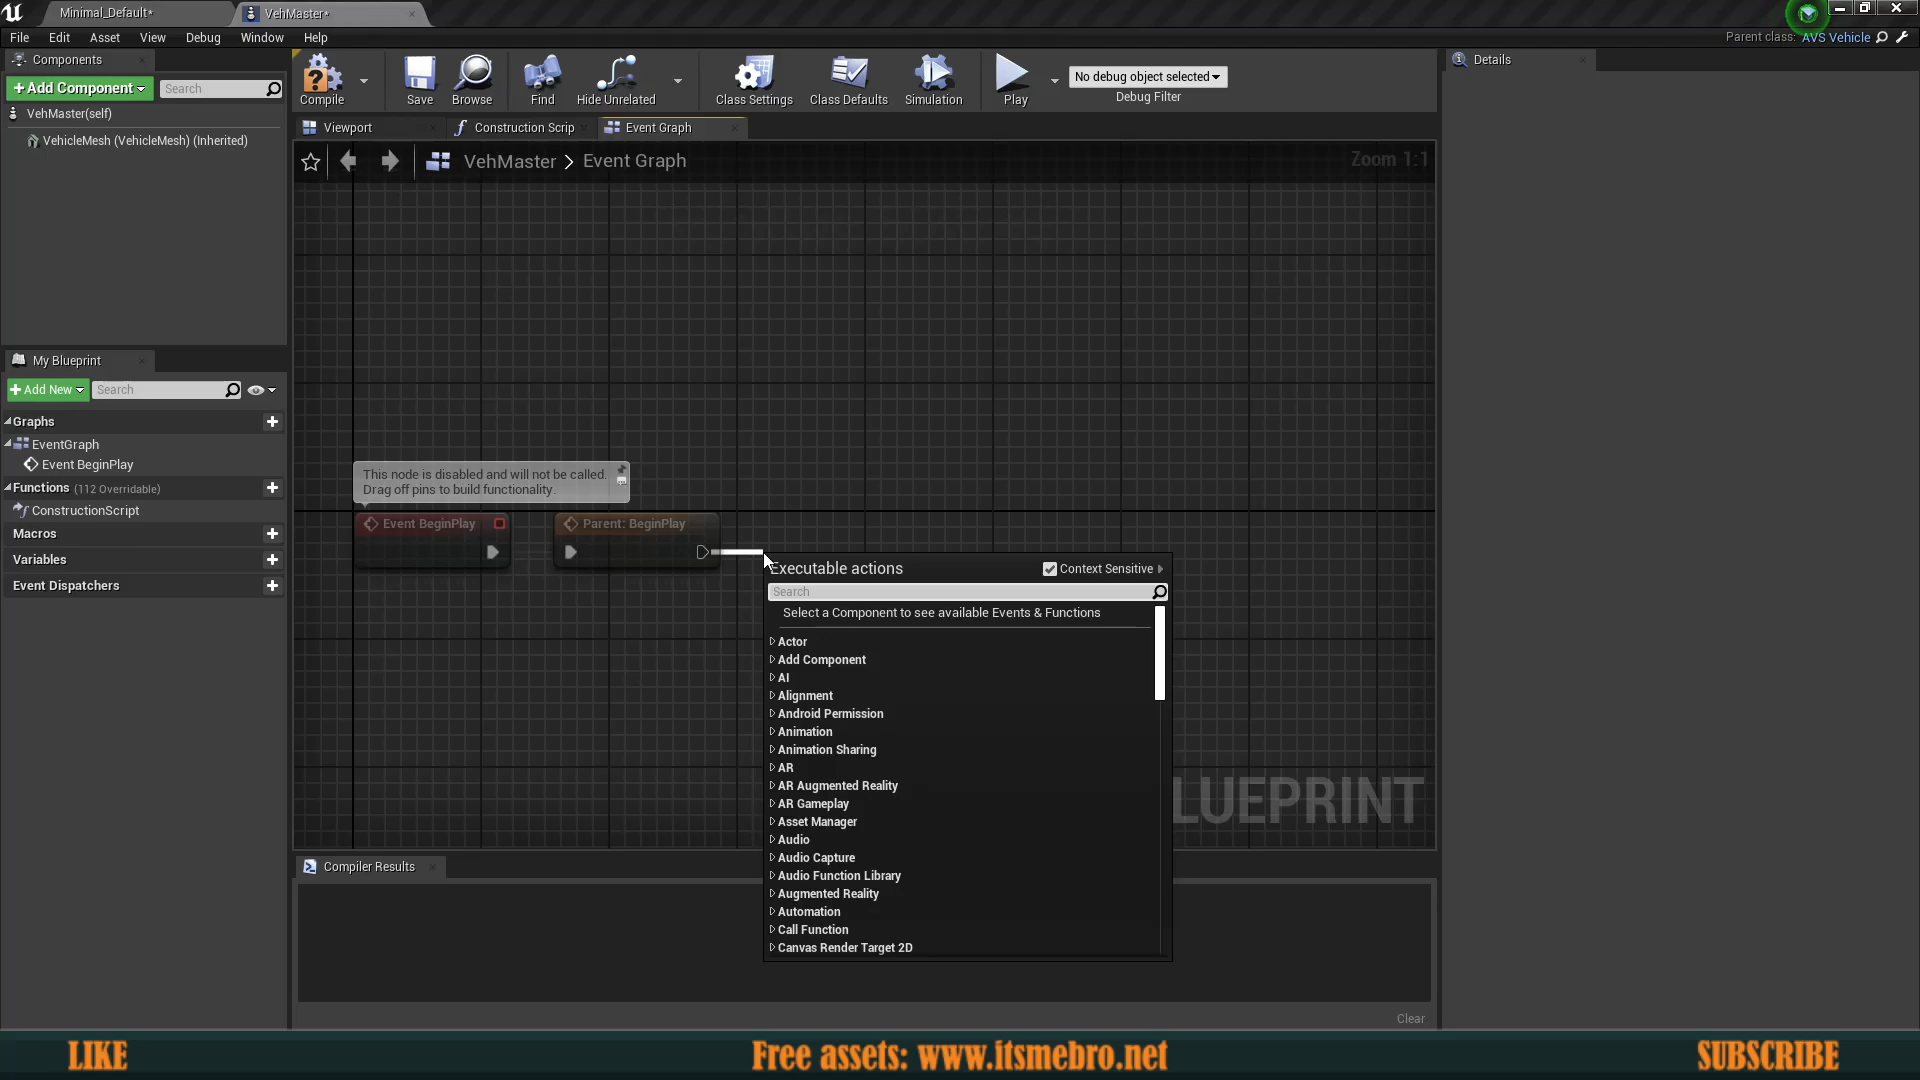 Minimal_Default*
VehMaster*
File Edit Asset View Debug Window Help
Parent class: AVS Vehicle
Components
+Add Component
Search
VehMaster(self)
VehicleMesh (VehicleMesh) (Inherited)
Compile
Save
Browse
Find
Hide Unrelated
Class Settings
Class Defaults
Simulation
Play
No debug object selected
Debug Filter
Details
Viewport
Construction Scrip
Event Graph
VehMaster > Event Graph
Zoom 1:1
My Blueprint
+Add New
Search
Graphs
EventGraph
Event BeginPlay
Functions (112 Overridable)
ConstructionScript
Macros
Variables
Event Dispatchers
This node is disabled and will not be called.
Drag off pins to build functionality.
Event BeginPlay
Parent: BeginPlay
Executable actions
Context Sensitive
Search
Select a Component to see available Events & Functions
Actor
Add Component
AI
Alignment
Android Permission
Animation
Animation Sharing
AR
AR Augmented Reality
AR Gameplay
Asset Manager
Audio
Audio Capture
Audio Function Library
Augmented Reality
Automation
Call Function
Canvas Render Target 2D
LUEPRINT
Compiler Results
Clear
LIKE
Free assets: www.itsmebro.net
SUBSCRIBE